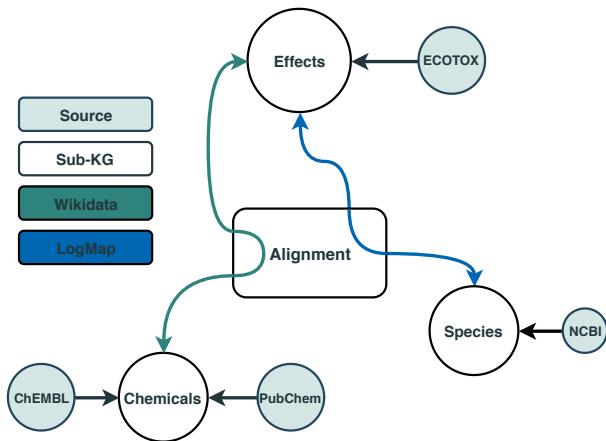 Effects
ECOTOX
Source
Sub-KG
Wikidata
LogMap
Alignment
Species
NCBI
ChEMBL
Chemicals
PubChem